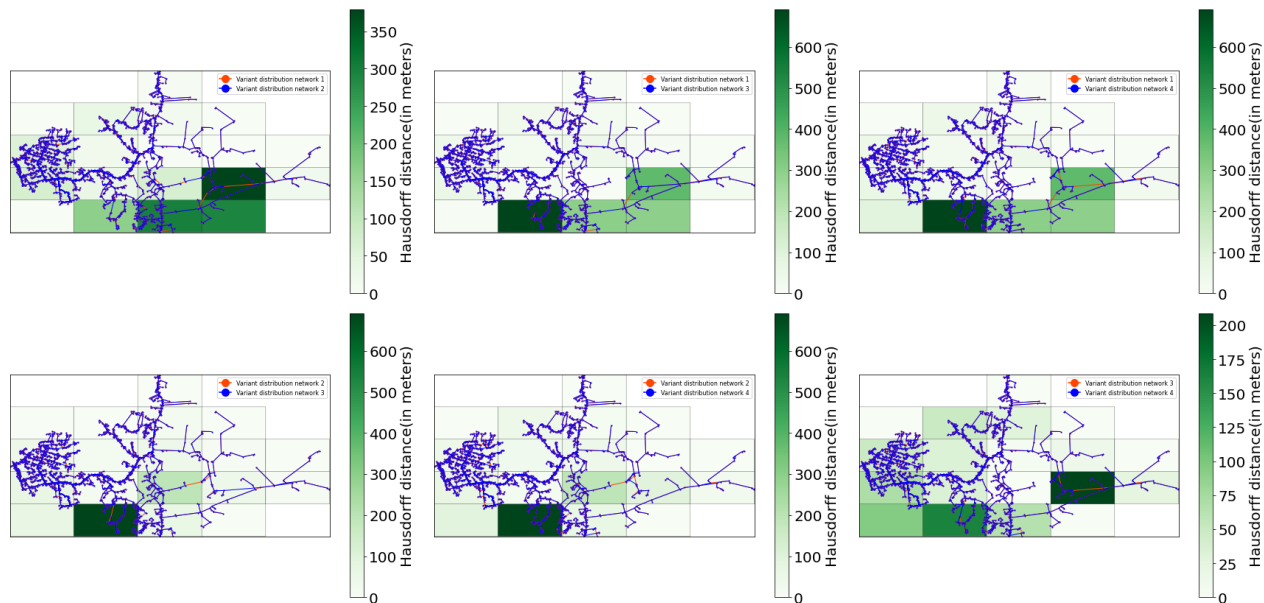 Variant distribution network 1
Variant distribution network 2
350
300
250
200
150
100
50
0
Hausdorff distance(in meters)
Variant distribution network 1
Variant distribution network 3
600
500
400
300
200
100
0
Hausdorff distance(in meters)
Variant distribution network 1
Variant distribution network 4
600
500
400
300
200
100
0
Hausdorff distance(in meters)
Variant distribution network 2
Variant distribution network 3
600
500
400
300
200
100
0
Hausdorff distance(in meters)
Variant distribution network 2
Variant distribution network 4
600
500
400
300
200
100
0
Hausdorff distance(in meters)
Variant distribution network 3
Variant distribution network 4
200
175
150
125
100
75
50
25
0
Hausdorff distance(in meters)